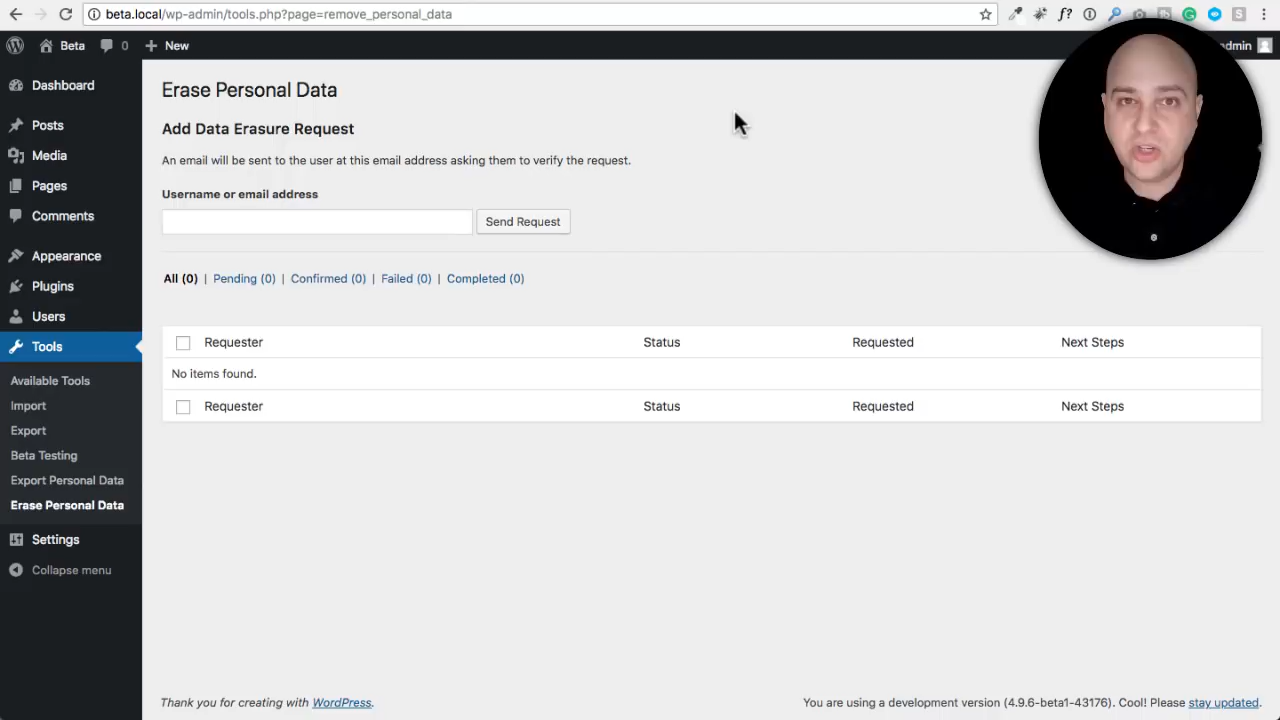 beta.local/wp-admin/tools.php?page=remove_personal_data
Beta 0 New
dmin
Dashboard
Posts
Media
Pages
Comments
Appearance
Plugins
Users
Tools
Available Tools
Import
Export
Beta Testing
Export Personal Data
Erase Personal Data
Settings
Collapse menu
Erase Personal Data
Add Data Erasure Request
An email will be sent to the user at this email address asking them to verify the request.
Username or email address
Send Request
All (0) | Pending (0) | Confirmed (0) | Failed (0) | Completed (0)
Requester Status Requested Next Steps
No items found.
Requester Status Requested Next Steps
Thank you for creating with WordPress.
You are using a development version (4.9.6-beta1-43176). Cool! Please stay updated.